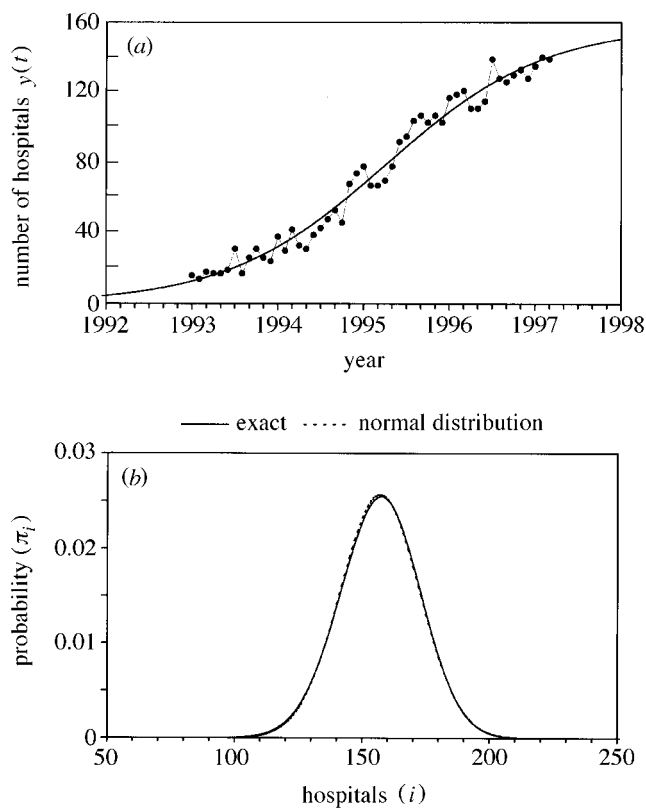 160
(a)
120
80
40
0
number of hospitals y(t)
1992 1993 1994 1995 1996 1997 1998
year
exact normal distribution
0.03
(b)
0.02
0.01
0
probability (πi)
50 100 150 200 250
hospitals (i)